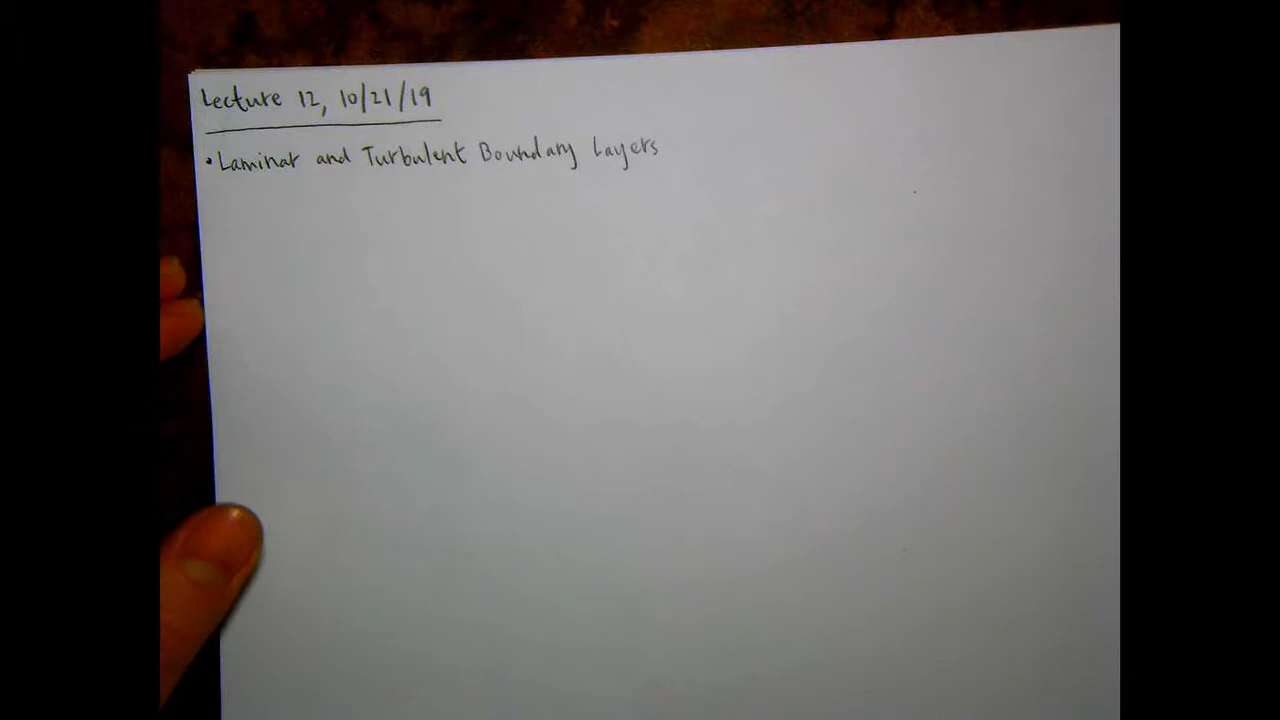 Lecture 12, 10/21/19
• Laminar and Turbulent Boundary Layers